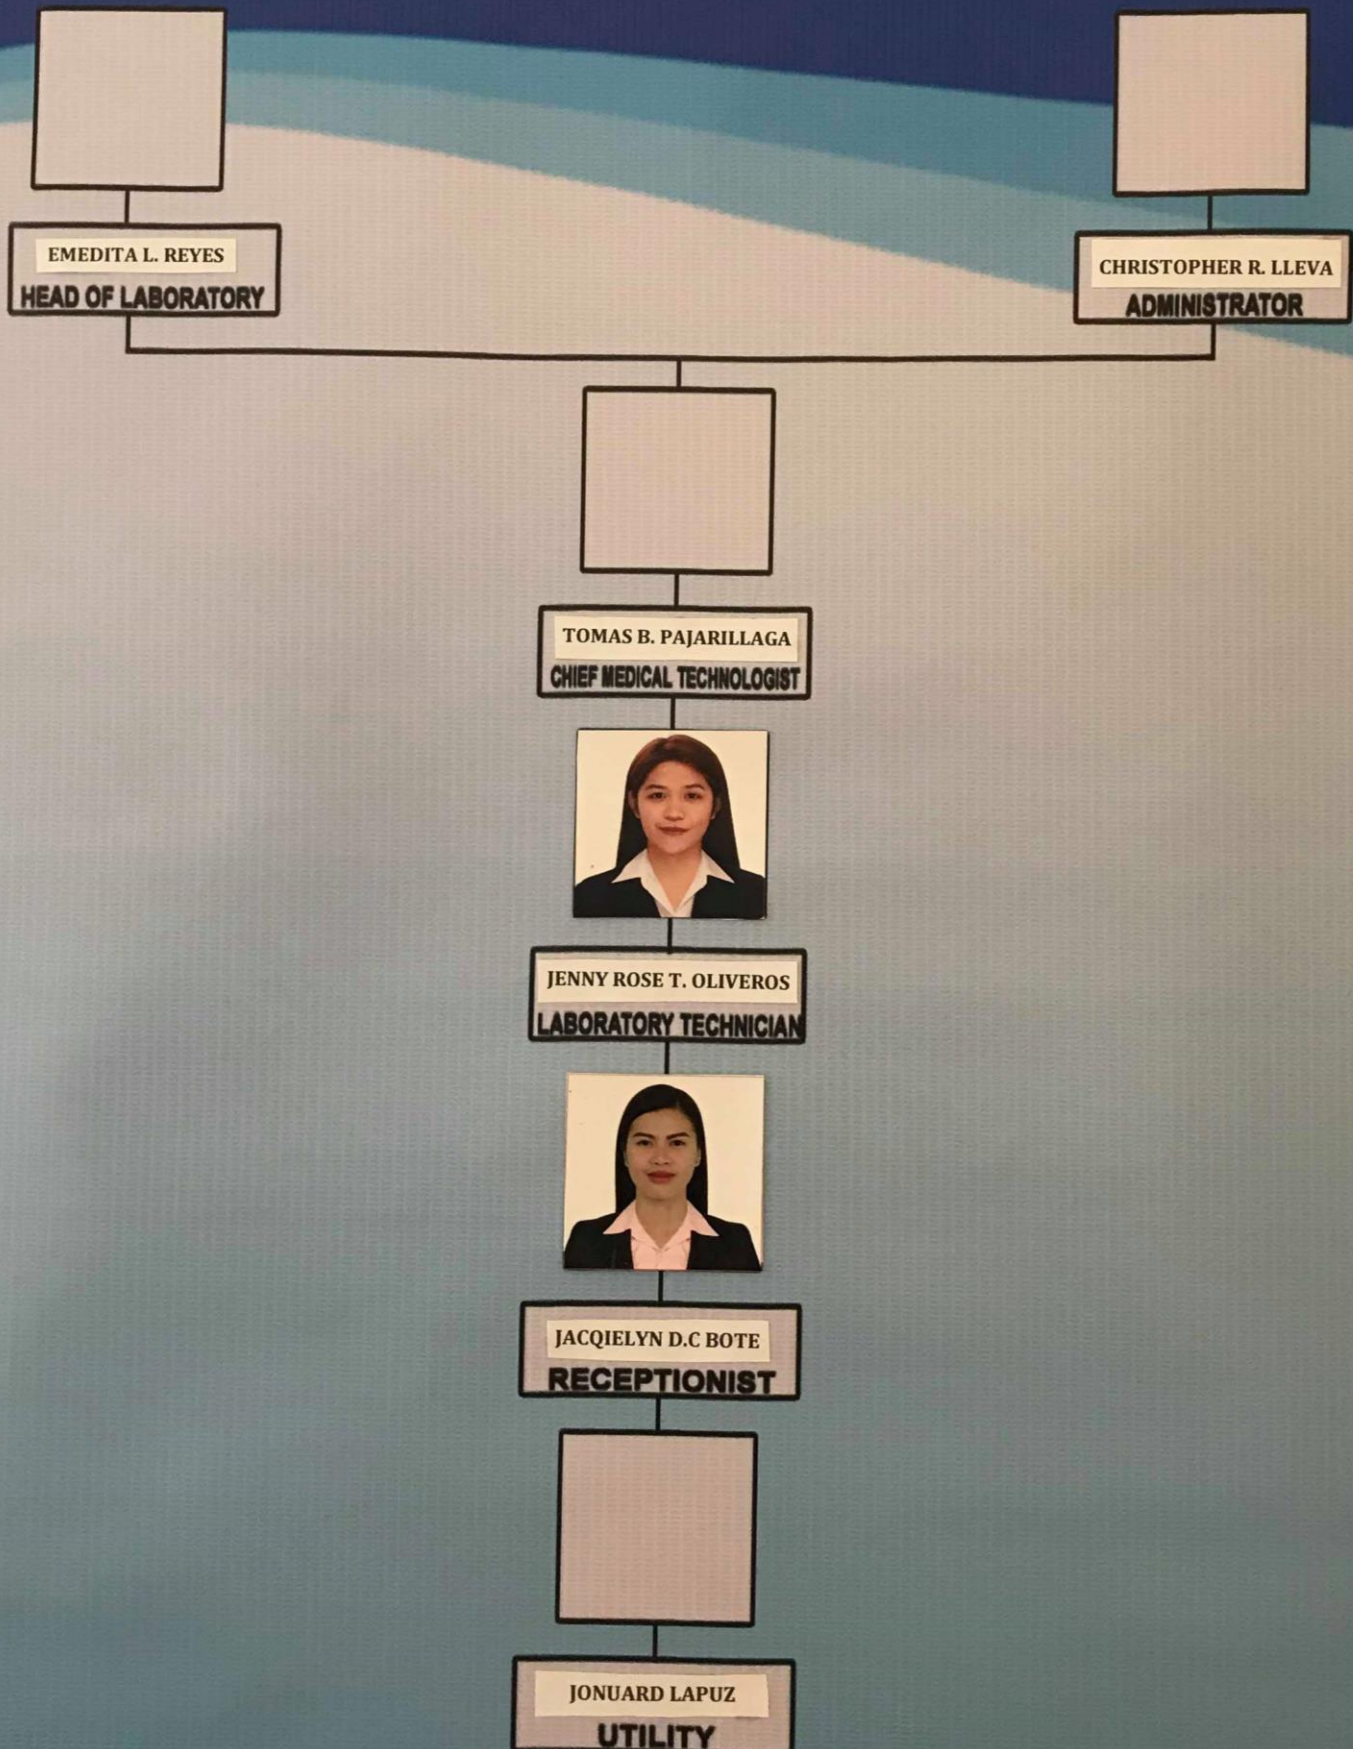 EMEDITA L. REYES
HEAD OF LABORATORY
CHRISTOPHER R. LLEVA
ADMINISTRATOR
TOMAS B. PAJARILLAGA
CHIEF MEDICAL TECHNOLOGIST
JENNY ROSE T. OLIVEROS
LABORATORY TECHNICIAN
JACQIELYN D.C BOTE
RECEPTIONIST
JONUARD LAPUZ
UTILITY